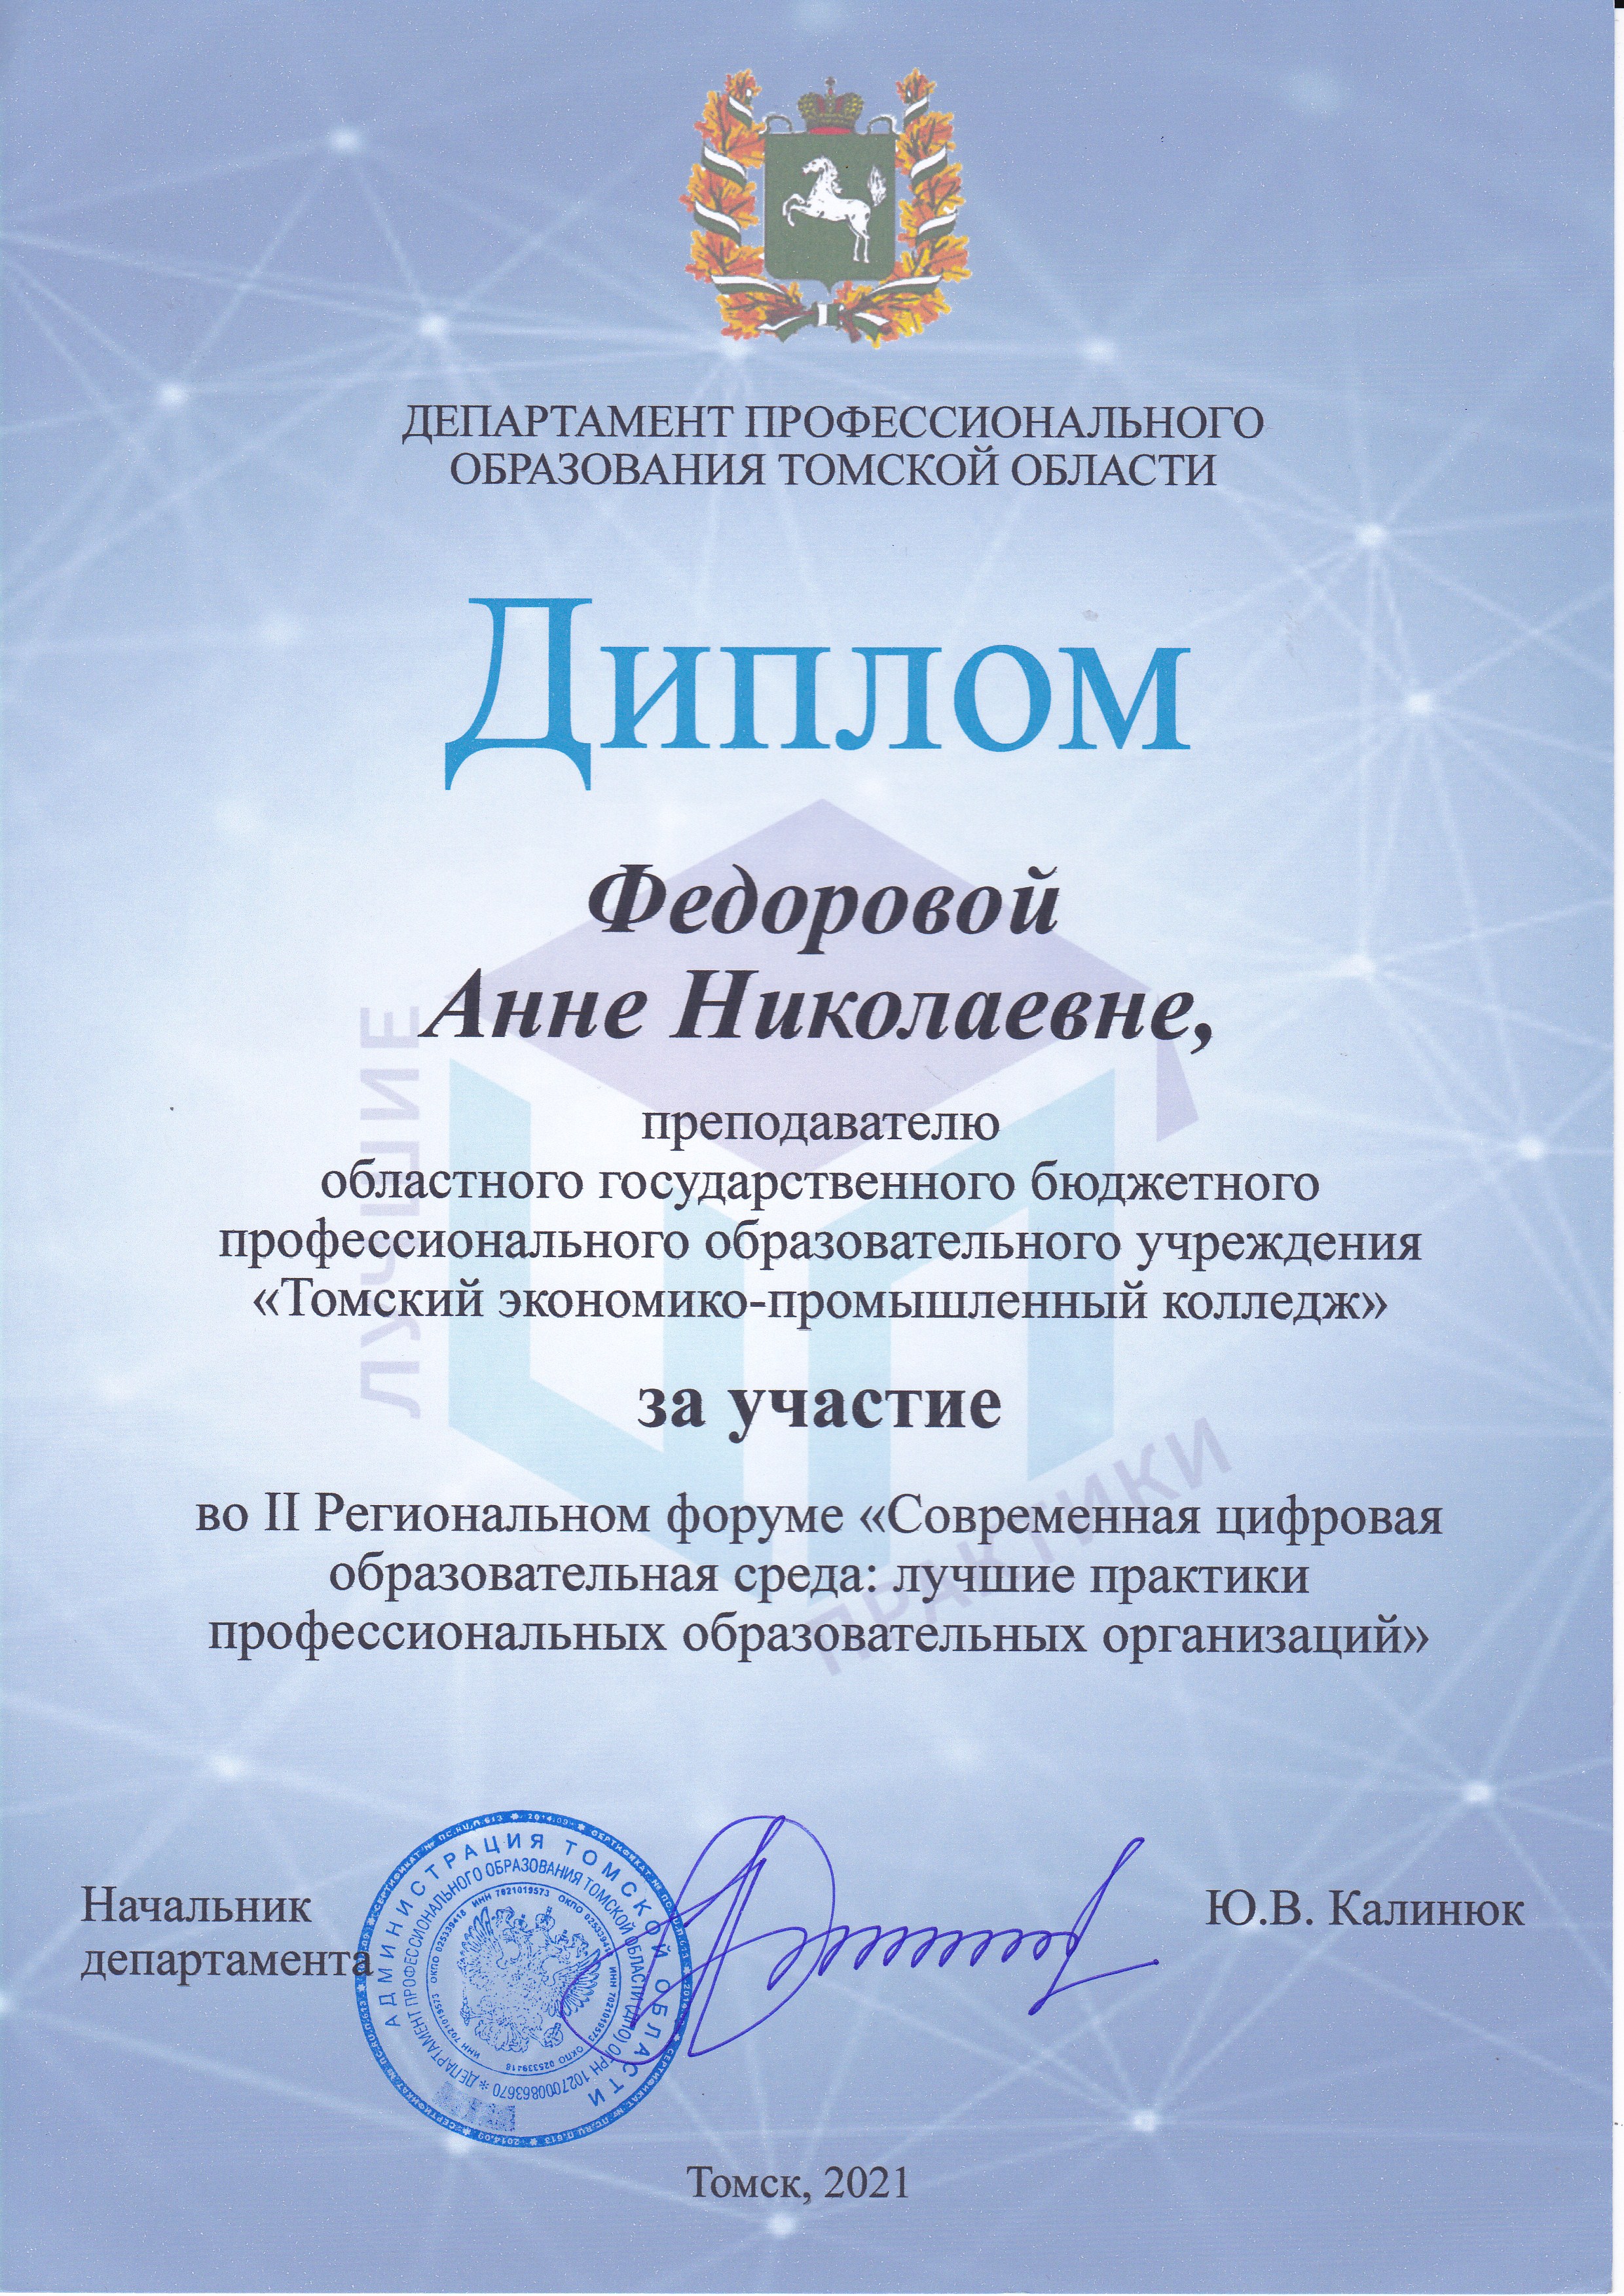 ДЕПАРТАМЕНТ ПРОФЕССИОНАЛЬНОГО
ОБРАЗОВАНИЯ ТОМСКОЙ ОБЛАСТИ
Диплом
Федоровой
Анне Николаевне,
преподавателю
областного государственного бюджетного
профессионального образовательного учреждения
«Томский экономико-промышленный колледж»
за участие
во II Региональном форуме «Современная цифровая
образовательная среда: лучшие практики
профессиональных образовательных организаций»
ЛУЧШИЕ
ПРАКТИКИ
Начальник
департамента
Ю.В. Калинюк
АДМИНИСТРАЦИЯ ТОМСКОЙ ОБЛАСТИ
ДЕПАРТАМЕНТ ПРОФЕССИОНАЛЬНОГО ОБРАЗОВАНИЯ ТОМСКОЙ ОБЛАСТИ (ДПО) ОГРН 1027000863670
ИНН 7021019573 ОКПО 02533941
Томск, 2021